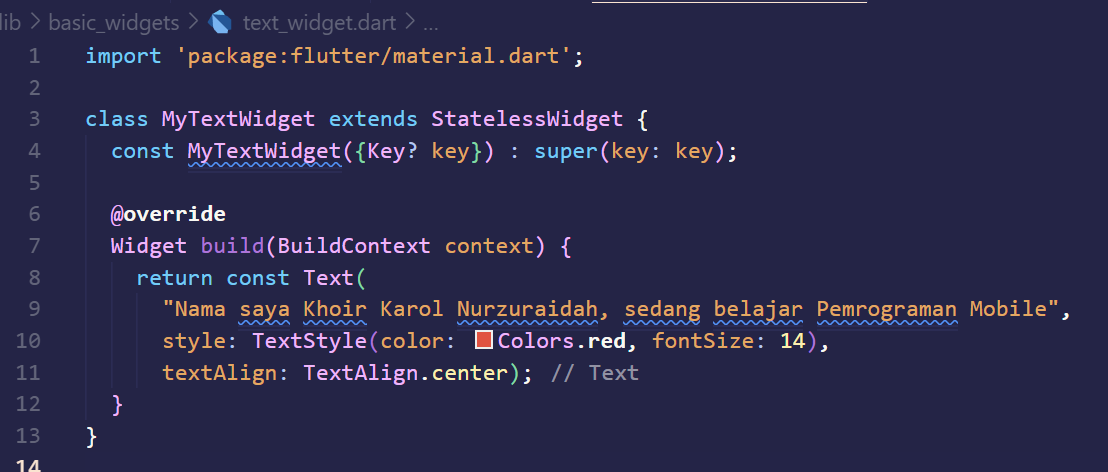 lib > basic_widgets > text_widget.dart > ...
1 import 'package:flutter/material.dart';
2
3 class MyTextWidget extends StatelessWidget {
4 const MyTextWidget({Key? key}) : super(key: key);
5
6 @override
7 Widget build(BuildContext context) {
8 return const Text(
9 "Nama saya Khoir Karol Nurzuraidah, sedang belajar Pemrograman Mobile",
10 style: TextStyle(color: Colors.red, fontSize: 14),
11 textAlign: TextAlign.center); // Text
12 }
13 }
14